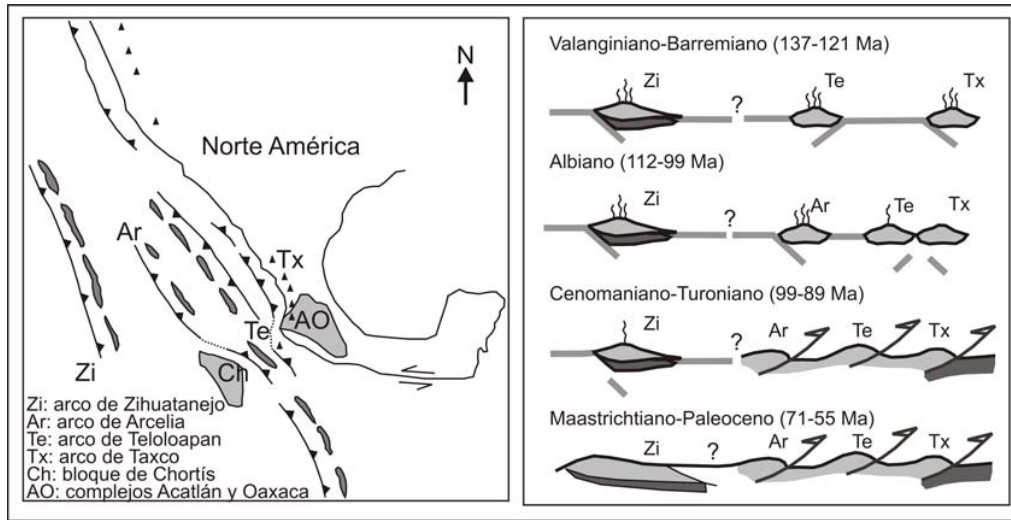 N
Norte América
Ar
Tx
AO
Te
Ch
Zi
Zi: arco de Zihuatanejo
Ar: arco de Arcelia
Te: arco de Teloloapan
Tx: arco de Taxco
Ch: bloque de Chortís
AO: complejos Acatlán y Oaxaca
Valanginiano-Barremiano (137-121 Ma)
Zi ? Te Tx
Albiano (112-99 Ma)
Zi ? Ar Te Tx
Cenomaniano-Turoniano (99-89 Ma)
Zi ? Ar Te Tx
Maastrichtiano-Paleoceno (71-55 Ma)
Zi ? Ar Te Tx